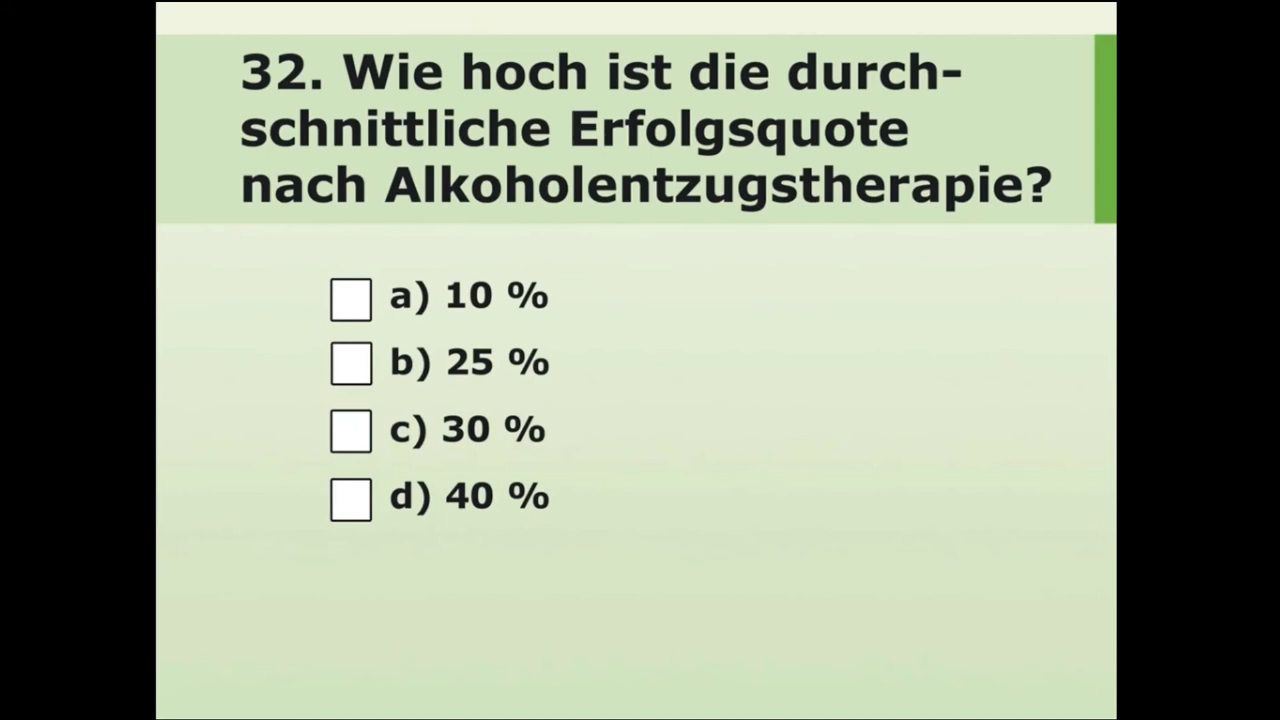 32. Wie hoch ist die durch-
schnittliche Erfolgsquote
nach Alkoholentzugstherapie?
a) 10 %
b) 25 %
c) 30 %
d) 40 %